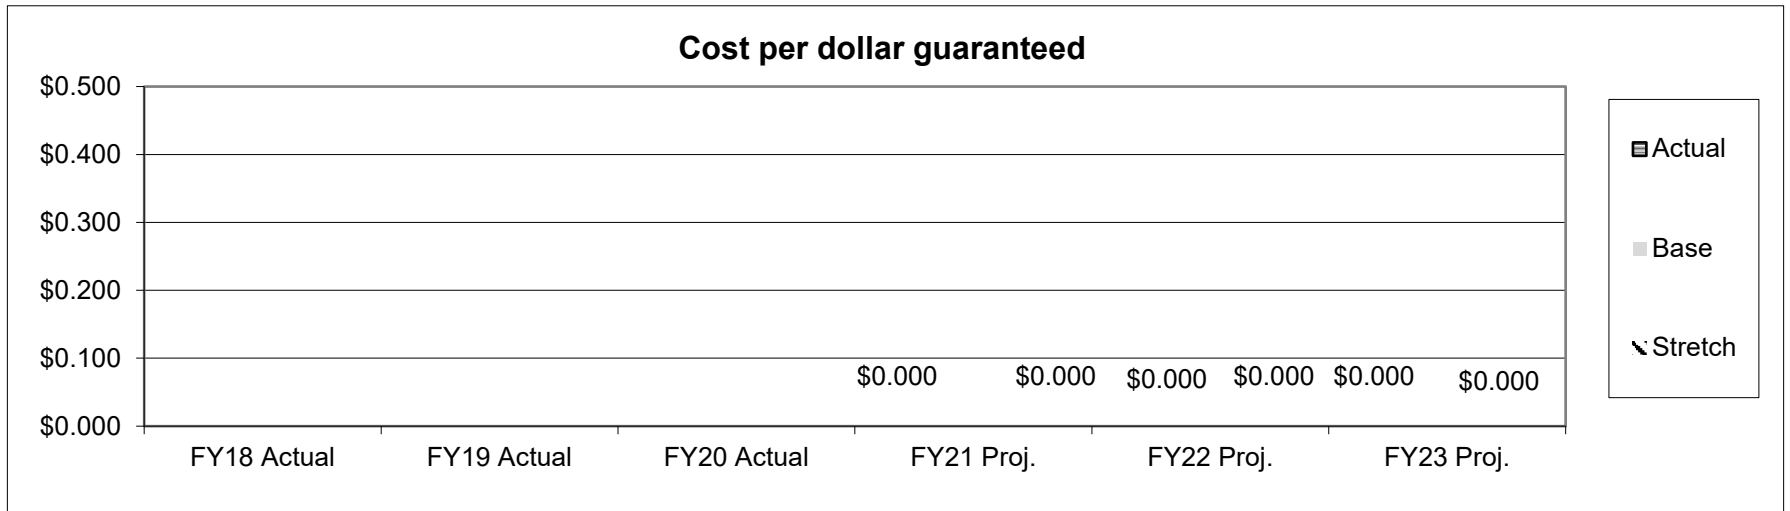 Cost per dollar guaranteed
$0.500
$0.400
$0.300
$0.200
$0.100
$0.000
$0.000 $0.000 $0.000 $0.000 $0.000 $0.000
FY18 Actual FY19 Actual FY20 Actual FY21 Proj. FY22 Proj. FY23 Proj.
Actual
Base
Stretch